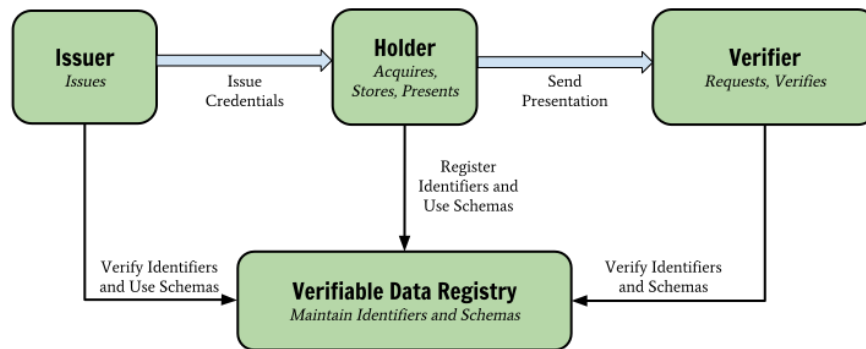 Issuer
Issues
Issue
Credentials
Holder
Acquires,
Stores, Presents
Send
Presentation
Verifier
Requests, Verifies
Register
Identifiers and
Use Schemas
Verify Identifiers
and Use Schemas
Verifiable Data Registry
Maintain Identifiers and Schemas
Verify Identifiers
and Schemas